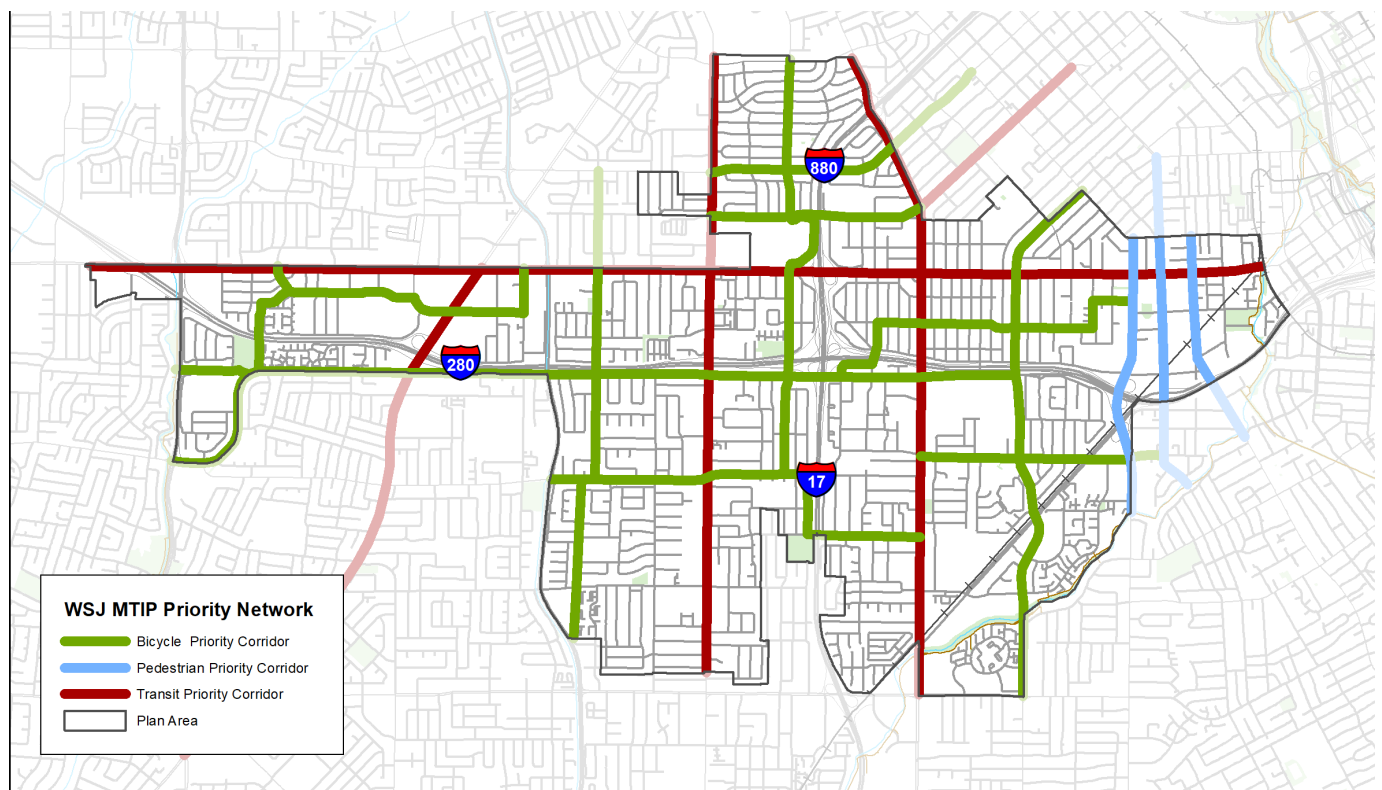 880
280
17
WSJ MTIP Priority Network
Bicycle Priority Corridor
Pedestrian Priority Corridor
Transit Priority Corridor
Plan Area